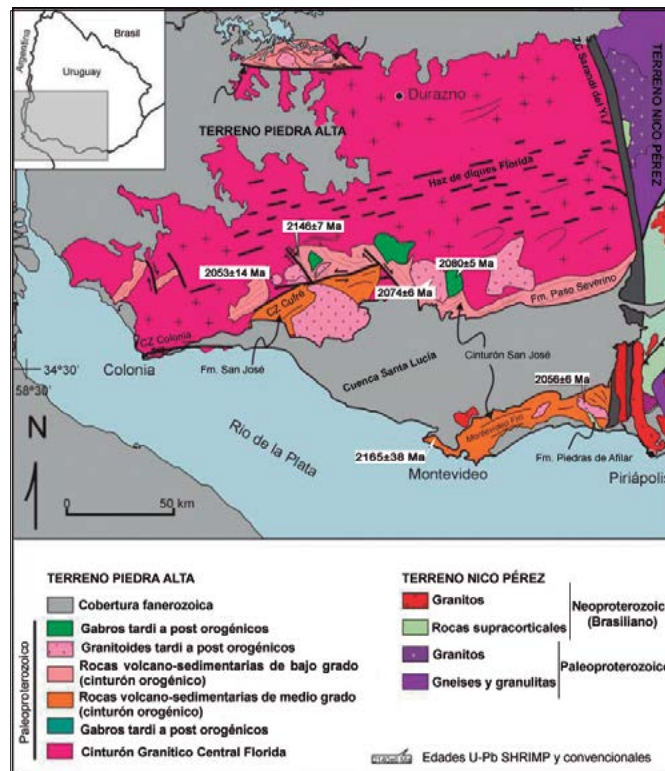 Argentina
Brasil
Uruguay
Durazno
TERRENO PIEDRA ALTA
ZC Sarandí del Yí
TERRENO NICO PÉREZ
Haz de diques Florida
2146±7 Ma
2053±14 Ma
2080±5 Ma
2074±6 Ma
CZ Cufré
Fm. Paso Severino
CZ Colonia
Colonia
Fm. San José
Cinturón San José
Cuenca Santa Lucía
34°30'
58°30'
2056±6 Ma
Montevideo Fm
Río de la Plata
2165±38 Ma
Montevideo
Fm. Piedras de Afilar
Piriápolis
N
0 50 km
TERRENO PIEDRA ALTA
Cobertura fanerozoica
Paleoproterozoico
Gabros tardi a post orogénicos
Granitoides tardi a post orogénicos
Rocas volcano-sedimentarias de bajo grado
(cinturón orogénico)
Rocas volcano-sedimentarias de medio grado
(cinturón orogénico)
Gabros tardi a post orogénicos
Cinturón Granítico Central Florida
TERRENO NICO PÉREZ
Granitos
Rocas supracorticales
Neoproterozoico
(Brasiliano)
Granitos
Gneises y granulitas
Paleoproterozoico
Edades U-Pb SHRIMP y convencionales